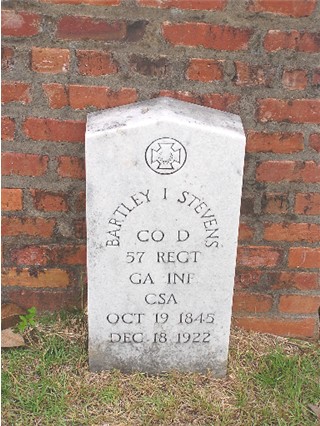 BARTLEY I STEVENS
CO D
57 REGT
GA INF
CSA
OCT 19 1845
DEC 18 1922